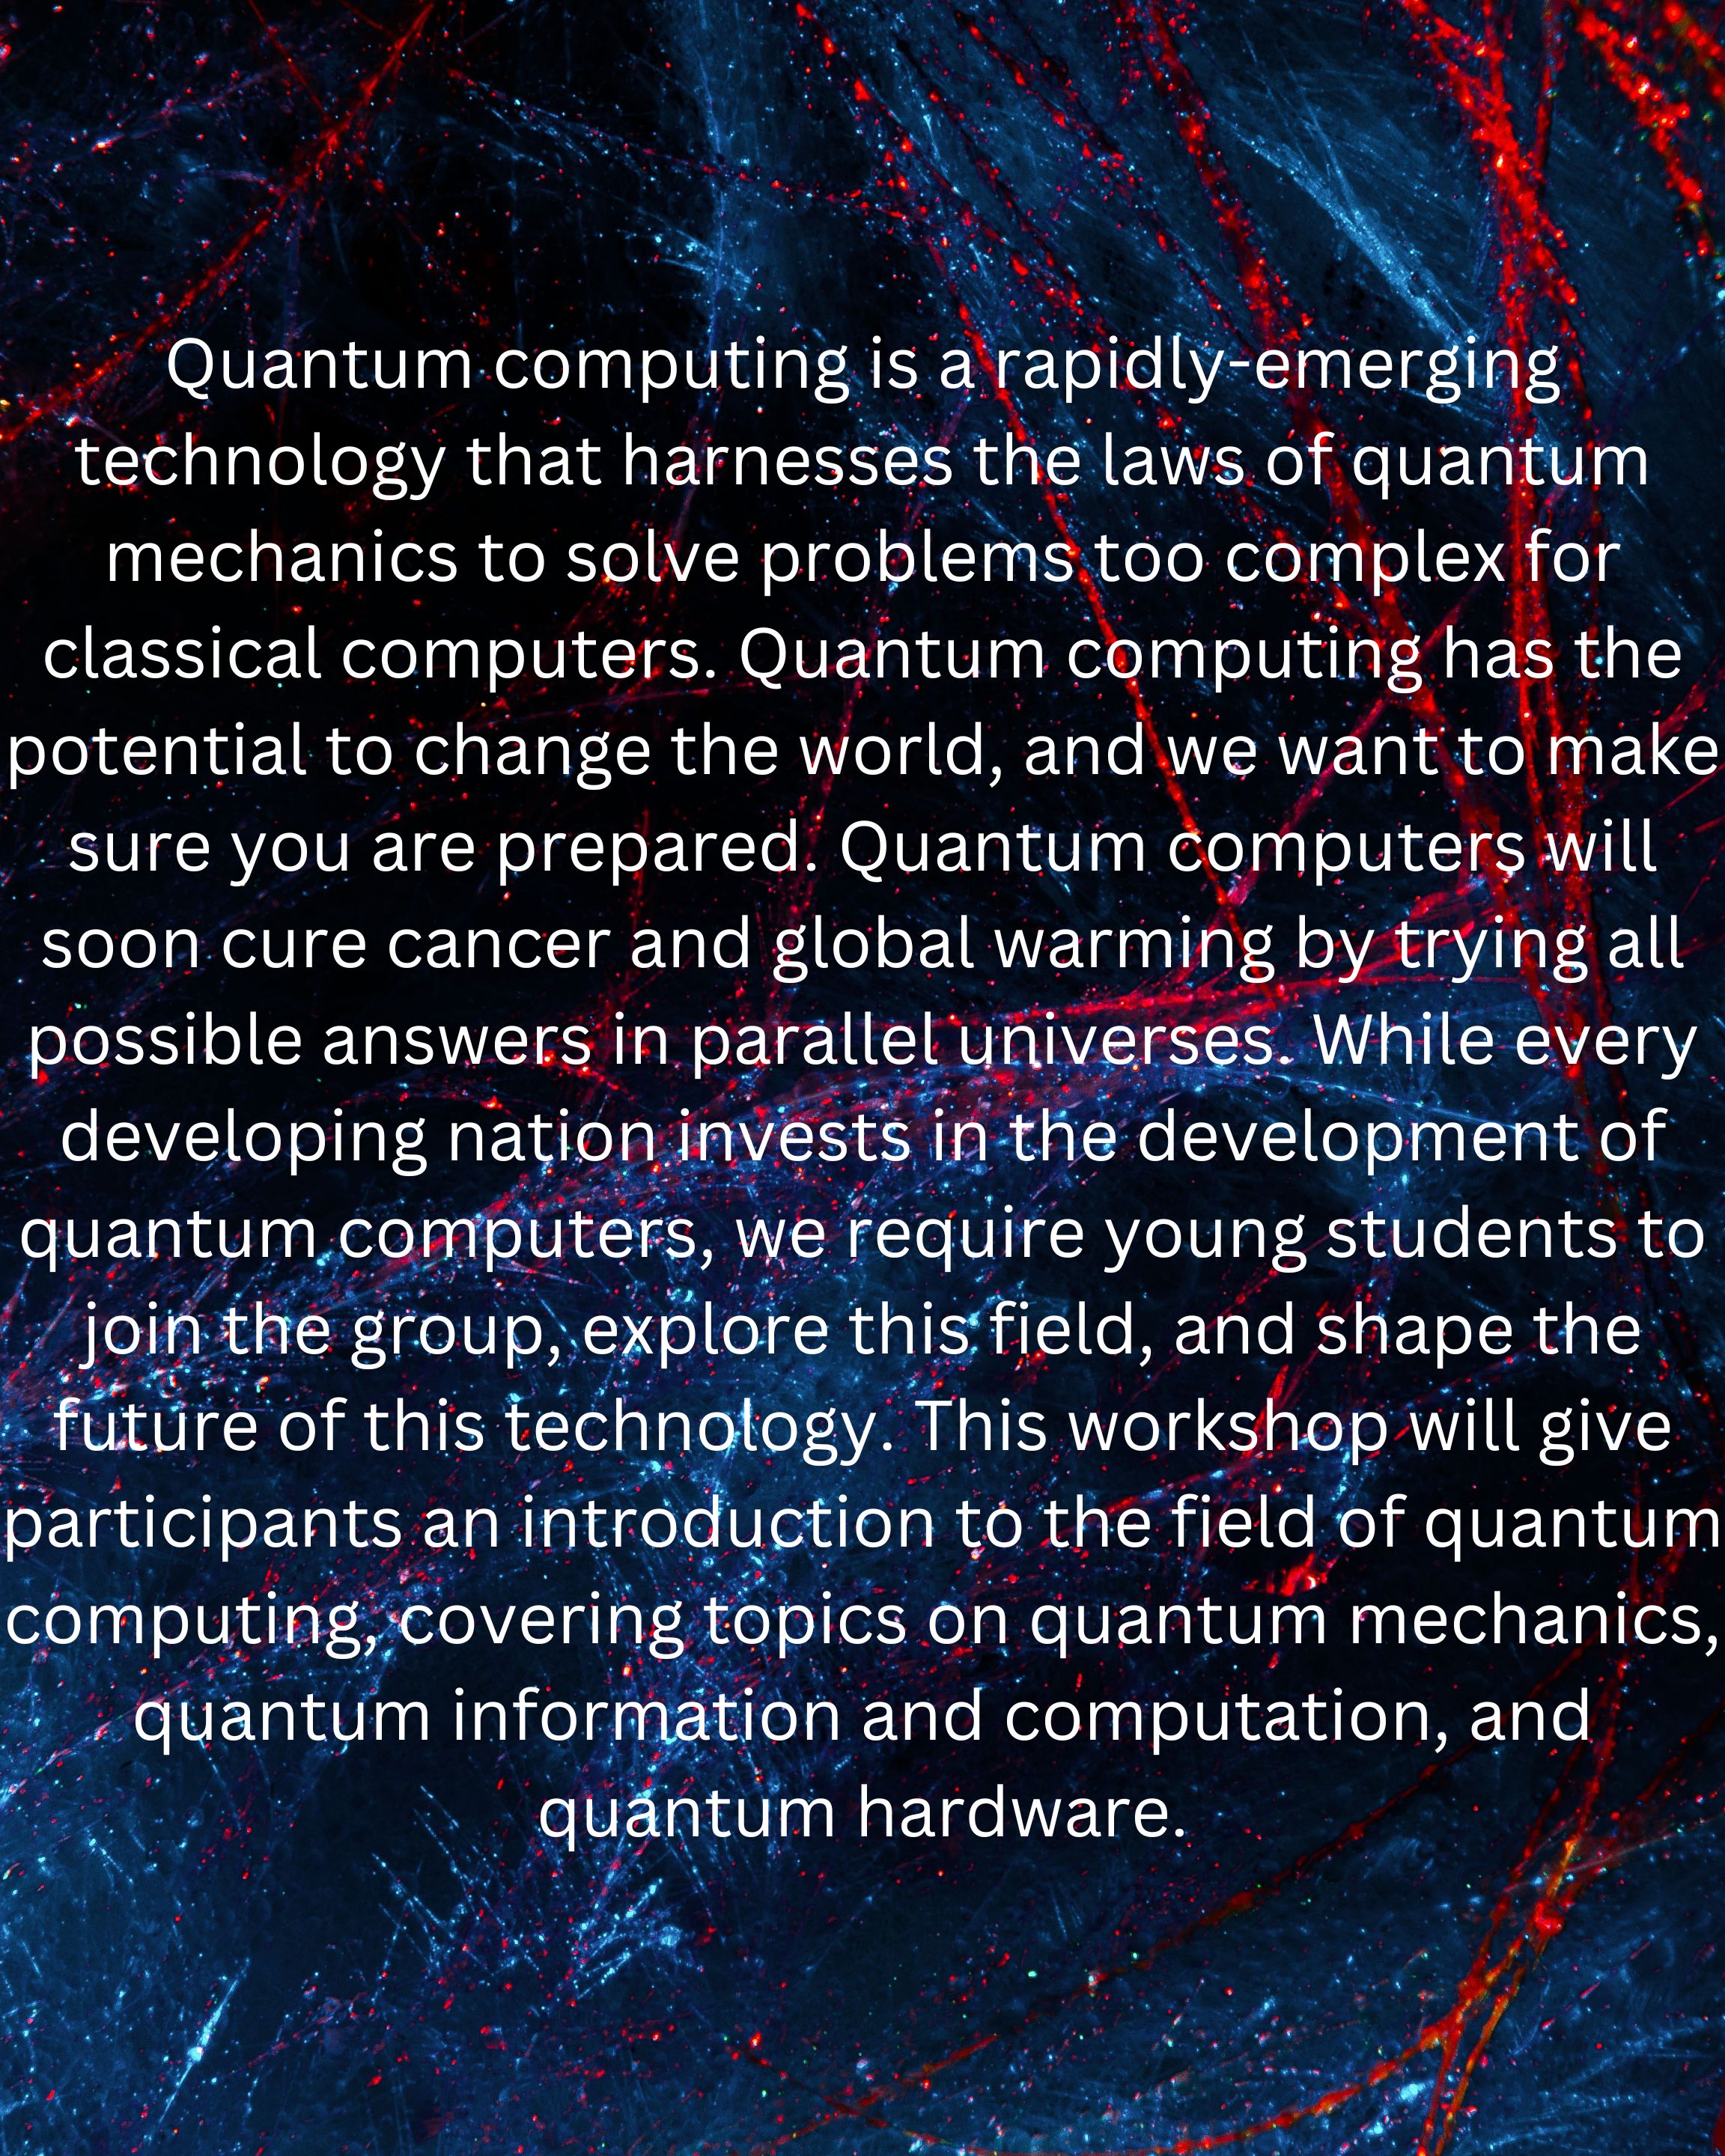 Quantum computing is a rapidly-emerging
technology that harnesses the laws of quantum
mechanics to solve problems too complex for
classical computers. Quantum computing has the
potential to change the world, and we want to make
sure you are prepared. Quantum computers will
soon cure cancer and global warming by trying all
possible answers in parallel universes. While every
developing nation invests in the development of
quantum computers, we require young students to
join the group, explore this field, and shape the
future of this technology. This workshop will give
participants an introduction to the field of quantum
computing, covering topics on quantum mechanics,
quantum information and computation, and
quantum hardware.